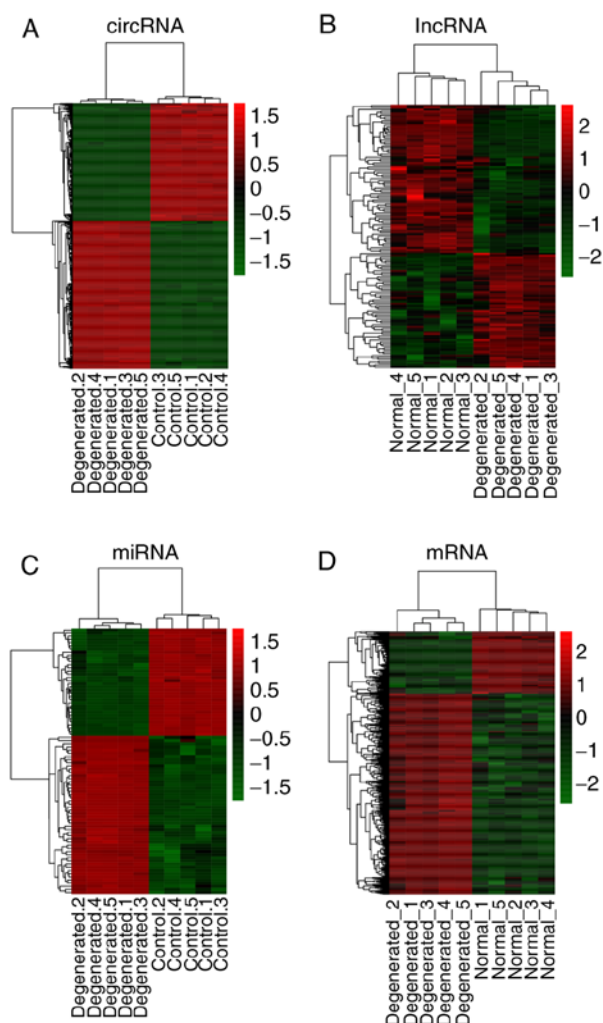 A
circRNA
1.5
1
0.5
0
−0.5
−1
−1.5
Degenerated.2
Degenerated.4
Degenerated.1
Degenerated.3
Degenerated.5
Control.3
Control.5
Control.1
Control.2
Control.4
B
lncRNA
2
1
0
−1
−2
Normal_4
Normal_5
Normal_1
Normal_2
Normal_3
Degenerated_2
Degenerated_5
Degenerated_4
Degenerated_1
Degenerated_3
C
miRNA
1.5
1
0.5
0
−0.5
−1
−1.5
Degenerated.2
Degenerated.4
Degenerated.5
Degenerated.1
Degenerated.3
Control.2
Control.4
Control.5
Control.1
Control.3
D
mRNA
2
1
0
−1
−2
Degenerated_2
Degenerated_1
Degenerated_3
Degenerated_4
Degenerated_5
Normal_1
Normal_5
Normal_2
Normal_3
Normal_4